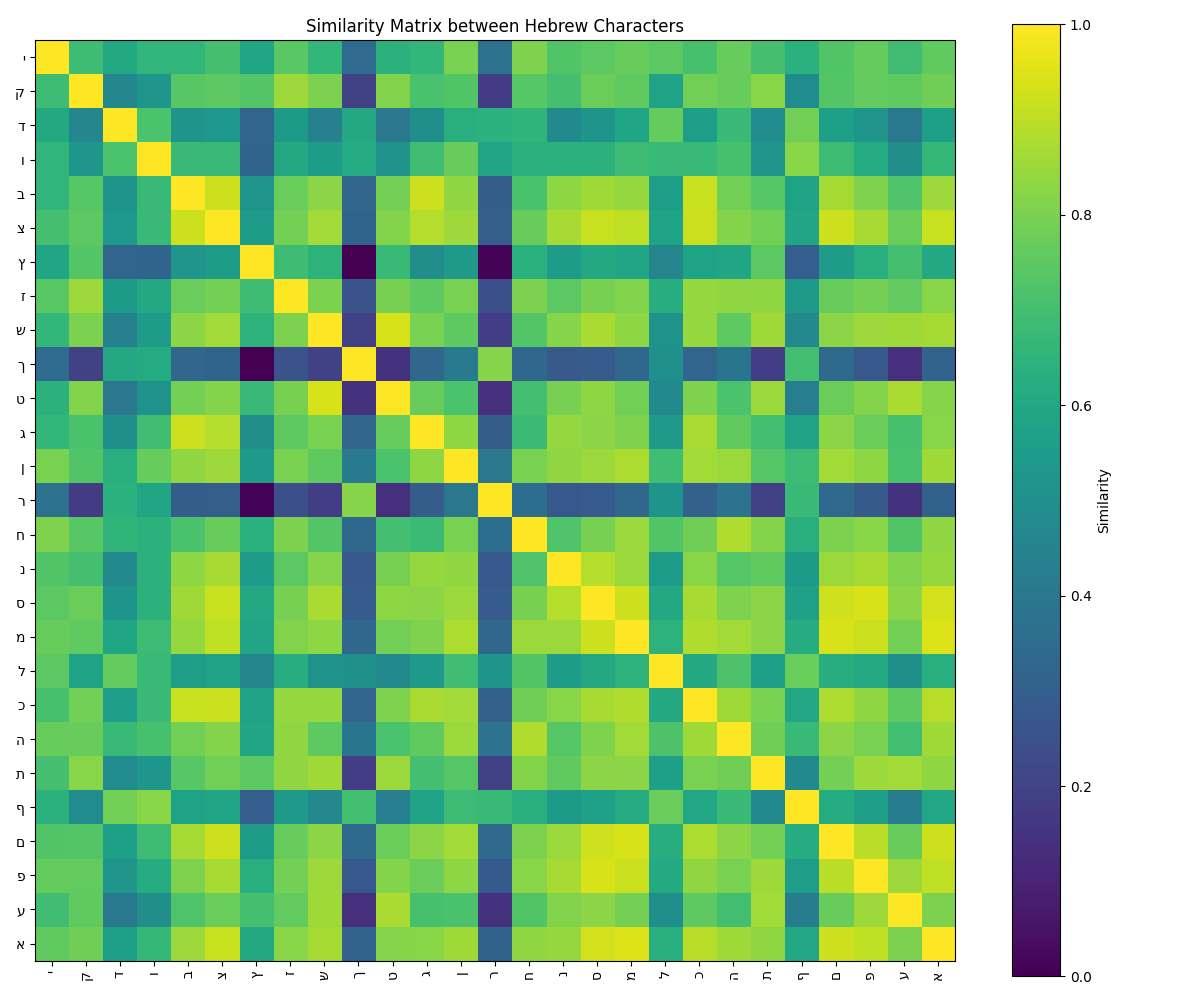 Similarity Matrix between Hebrew Characters
י
ק
ד
ו
ב
צ
ץ
ז
ש
ך
ט
ג
ן
ר
ח
נ
ס
מ
ל
כ
ה
ת
ף
ם
פ
ע
א
י ק ד ו ב צ ץ ז ש ך ט ג ן ר ח נ ס מ ל כ ה ת ף ם פ ע א
1.0
0.8
0.6
0.4
0.2
0.0
Similarity